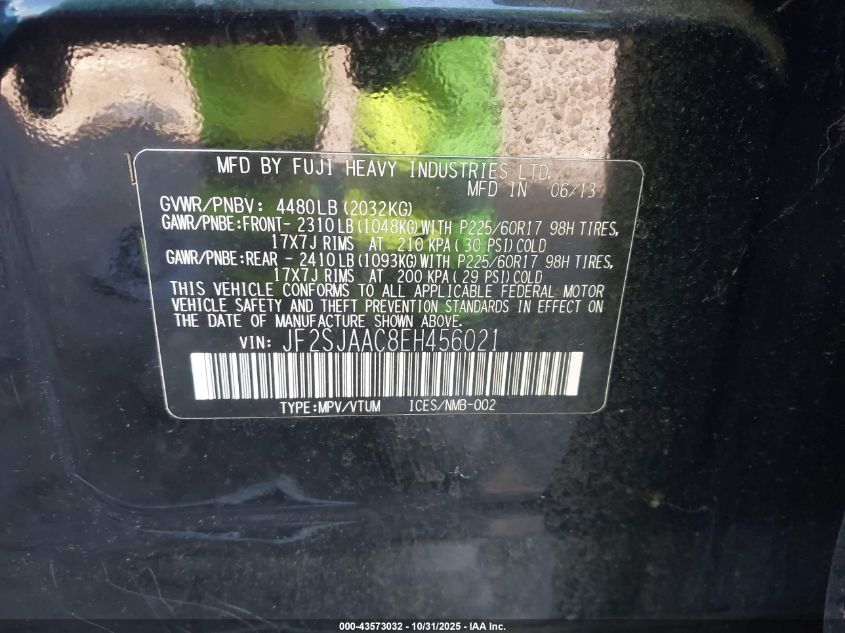 MFD BY FUJI HEAVY INDUSTRIES LTD.
MFD IN 06/13
GVWR/PNBV: 4480LB(2032KG)
GAWR/PNBE:FRONT- 2310LB(1048KG)WITH P225/60R17 98H TIRES,
17X7J RIMS AT 210 KPA(30 PSI)COLD
GAWR/PNBE:REAR - 2410LB(1093KG)WITH P225/60R17 98H TIRES,
17X7J RIMS AT 200 KPA(29 PSI)COLD
THIS VEHICLE CONFORMS TO ALL APPLICABLE FEDERAL MOTOR
VEHICLE SAFETY AND THEFT PREVENTION STANDARDS IN EFFECT ON
THE DATE OF MANUFACTURE SHOWN ABOVE.
VIN: JF2SJAAC8EH456021
TYPE:MPV/VTUM ICES/NMB-002
000-43573032 - 10/31/2025 - IAA Inc.